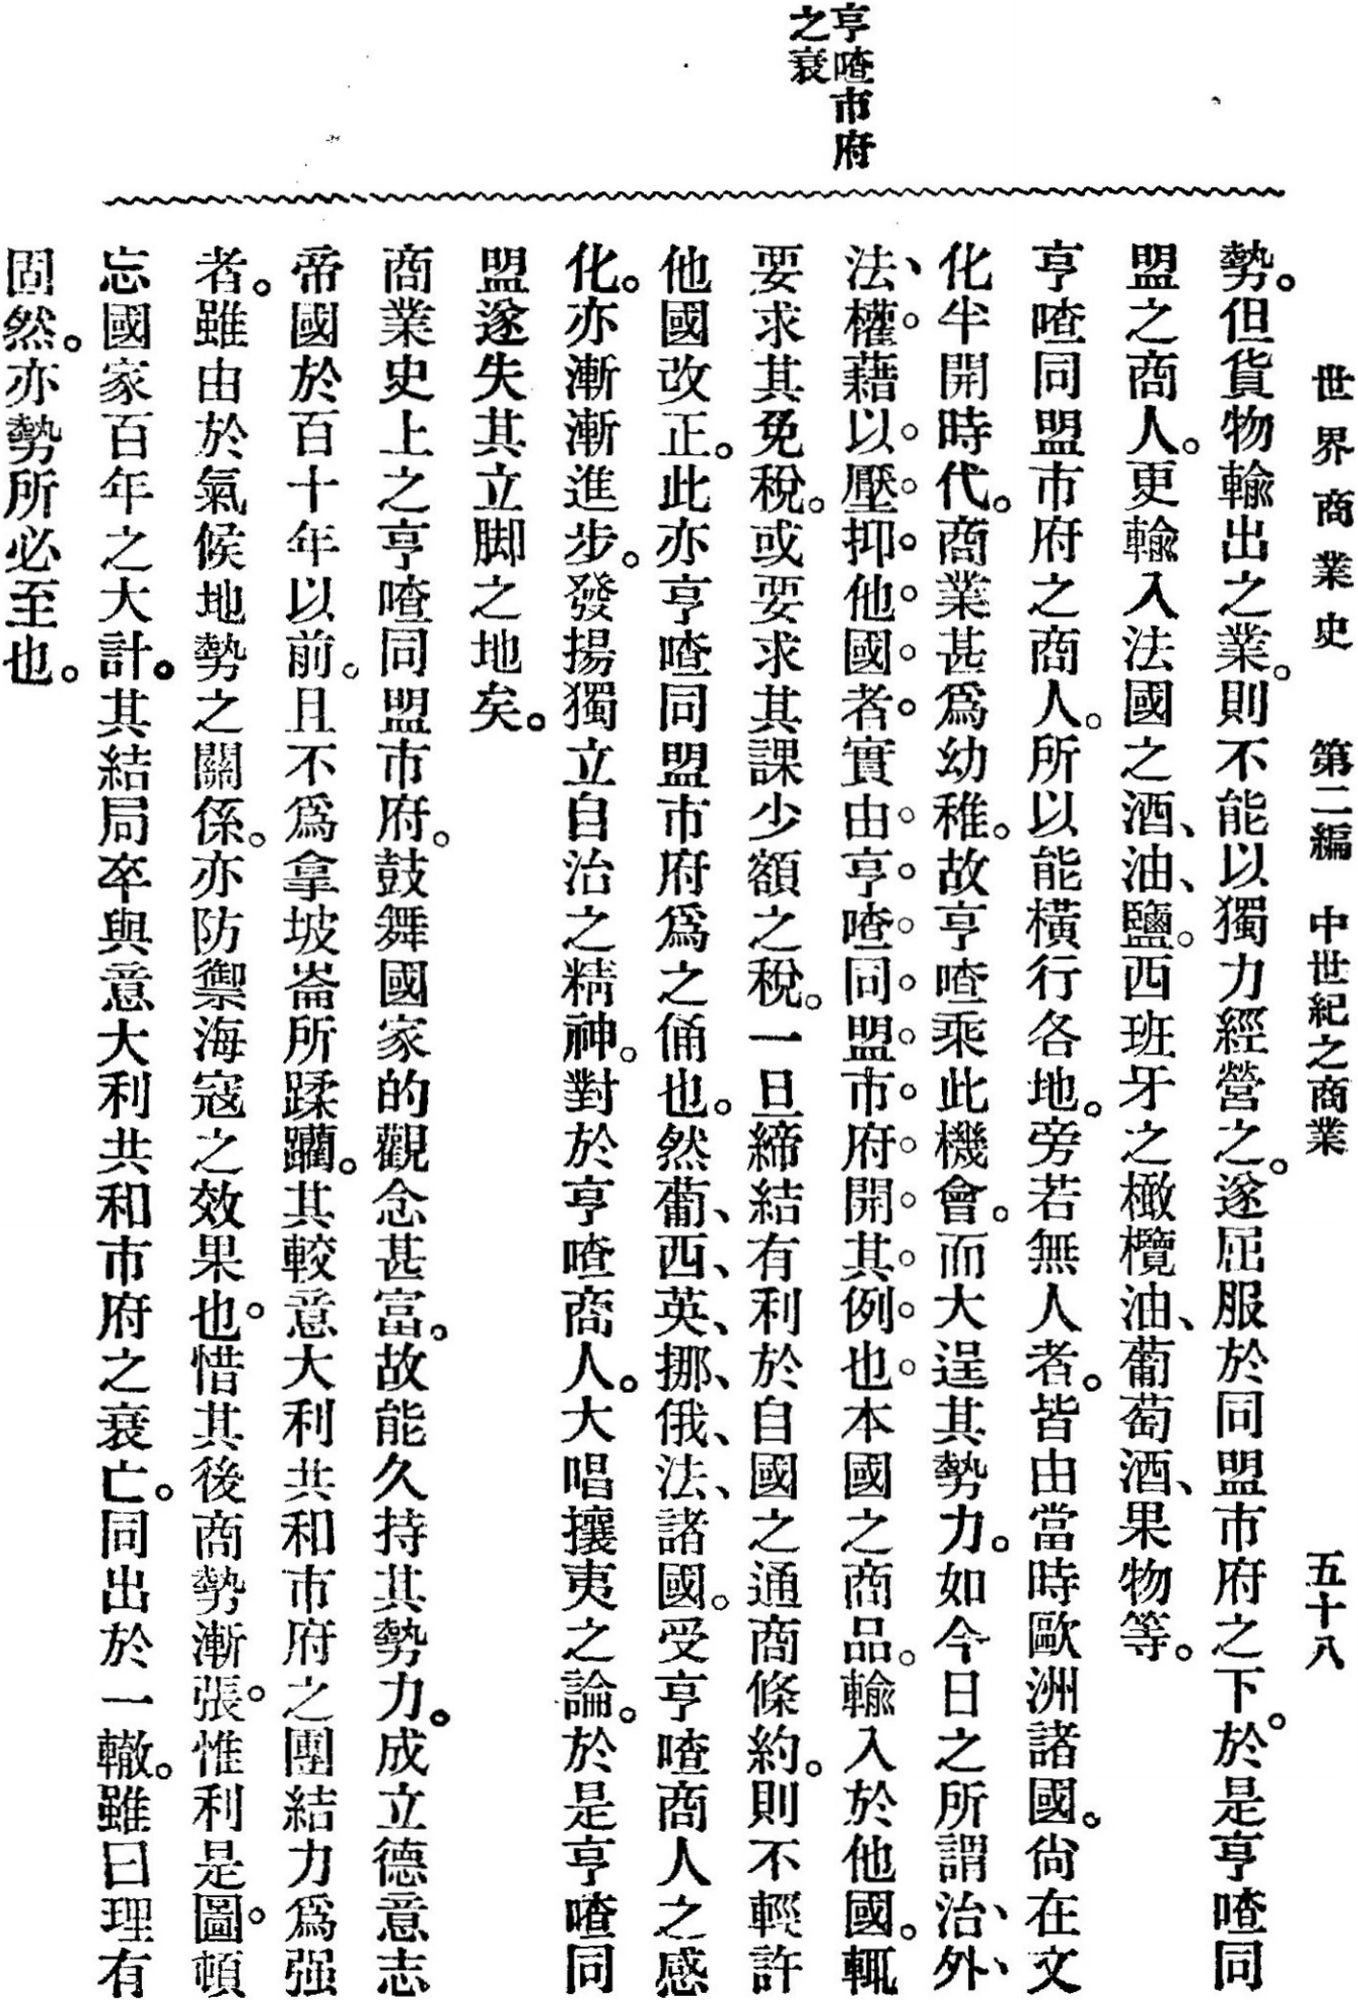 世界商業史　第二編　中世紀之商業　五十八
亨喳市府
之衰
勢。但貨物輸出之業。則不能以獨力經營之。遂屈服於同盟市府之下。於是亨喳同
盟之商人。更輸入法國之酒、油、鹽。西班牙之橄欖油、葡萄酒、果物等。
亨喳同盟市府之商人。所以能橫行各地。旁若無人者。皆由當時歐洲諸國。尙在文
化半開時代。商業甚爲幼稚。故亨喳乘此機會。而大逞其勢力。如今日之所謂治、外、
法、權。藉以壓抑他國者。實由亨喳同盟市府開其例也。本國之商品。輸入於他國。輒
要求其免稅。或要求其課少額之稅。一旦締結有利於自國之通商條約。則不輕許
他國改正。此亦亨喳同盟市府爲之俑也。然葡、西、英、挪、俄、法、諸國。受亨喳商人之感
化。亦漸漸進步。發揚獨立自治之精神。對於亨喳商人。大唱攘夷之論。於是亨喳同
盟遂失其立脚之地矣。
商業史上之亨喳同盟市府。鼓舞國家的觀念甚富。故能久持其勢力。成立德意志
帝國於百十年以前。且不爲拿坡崙所蹂躪。其較意大利共和市府之團結力爲强
者。雖由於氣候地勢之關係。亦防禦海寇之效果也。惜其後商勢漸張。惟利是圖。頓
忘國家百年之大計。其結局卒與意大利共和市府之衰亡。同出於一轍。雖曰理有
固然。亦勢所必至也。